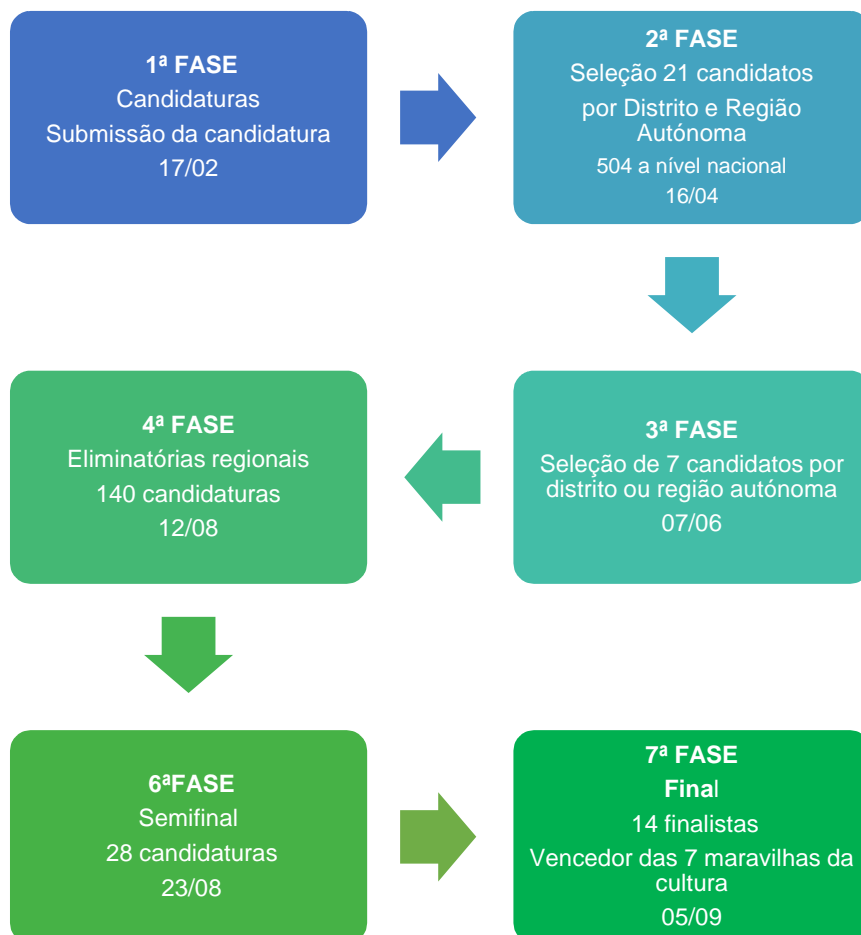 1ª FASE
Candidaturas
Submissão da candidatura
17/02
2ª FASE
Seleção 21 candidatos
por Distrito e Região
Autónoma
504 a nível nacional
16/04
3ª FASE
Seleção de 7 candidatos por
distrito ou região autónoma
07/06
4ª FASE
Eliminatórias regionais
140 candidaturas
12/08
6ªFASE
Semifinal
28 candidaturas
23/08
7ª FASE
Final
14 finalistas
Vencedor das 7 maravilhas da
cultura
05/09